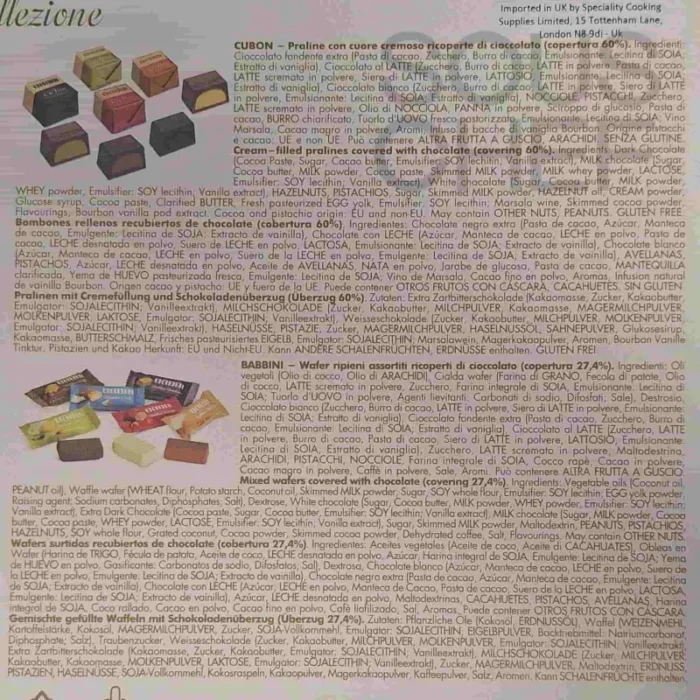 llezione
Imported in UK by Speciality Cooking
Supplies Limited, 15 Tottenham Lane,
London N8 9dj - Uk
CUBON – Praline con cuore cremoso ricoperte di cioccolato (copertura 60%). Ingredienti:
Cioccolato fondente extra (Pasta di cacao, Zucchero, Burro di cacao, Emulsionante: Lecitina di SOIA,
Estratto di vaniglia), Cioccolato al LATTE (Zucchero, Burro di cacao, LATTE in polvere, Pasta di cacao,
LATTE scremato in polvere, Siero di LATTE in polvere, LATTOSIO, Emulsionante: Lecitina di SOIA,
Estratto di vaniglia), Cioccolato bianco (Zucchero, Burro di cacao, LATTE in polvere, Siero di LATTE
in polvere, Emulsionante: Lecitina di SOIA, Estratto di vaniglia), NOCCIOLE, PISTACCHI, Zucchero,
LATTE scremato in polvere, Olio di NOCCIOLA, PANNA in polvere, Sciroppo di glucosio, Pasta di
cacao, BURRO chiarificato, Tuorlo d'UOVO fresco pastorizzato, Emulsionante: Lecitina di SOIA; Vino
Marsala, Cacao magro in polvere, Aromi, di bacche di vaniglia Bourbon. Origine pistacchi
e cacao: UE e non UE. Può contenere ALTRA FRUTTA A GUSCIO, ARACHIDI. SENZA GLUTINE.
Cream–filled pralines covered with chocolate (covering 60%). Ingredients: Dark Chocolate
(Cocoa Paste, Sugar, Cocoa butter, Emulsifier: SOY lechitin, Vanilla extract), MILK chocolate (Sugar,
Cocoa butter, MILK powder, Cocoa paste, Skimmed MILK powder, MILK whey powder, LACTOSE,
Emulsifier: SOY lecithin, Vanilla extract), White chocolate (Sugar, Cocoa butter, MILK powder,
WHEY powder, Emulsifier: SOY lecithin, Vanilla extract), HAZELNUTS, PISTACHIOS, Sugar, Skimmed MILK powder, HAZELNUT oil, CREAM powder,
Glucose syrup, Cocoa paste, Clarified BUTTER, Fresh pasteurized EGG yolk, Emulsifier: SOY lecithin; Marsala wine, Skimmed cocoa powder,
Flavourings, Bourbon vanilla pod extract. Cocoa and pistachio origin: EU and non-EU. May contain OTHER NUTS, PEANUTS. GLUTEN FREE.
Bombones rellenos recubiertos de chocolate (cobertura 60%). Ingredientes: Chocolate negro extra (Pasta de cacao, Azúcar, Manteca
de cacao, Emulgente: Lecitina de SOIA; Extracto de vainilla), Chocolate con LECHE (Azúcar, Manteca de cacao, LECHE en polvo, Pasta de
cacao, LECHE desnatada en polvo, Suero de LECHE en polvo, LACTOSA, Emulsionante: Lecitina de SOJA; Extracto de vainilla), Chocolate blanco
(Azúcar, Manteca de cacao, LECHE en polvo, Suero de la LECHE en polvo, Emulgente: Lecitina de SOJA; Extracto de vainilla), AVELLANAS,
PISTACHOS, Azúcar, LECHE desnatada en polvo, Aceite de AVELLANAS, NATA en polvo, Jarabe de glucosa, Pasta de cacao, MANTEQUILLA
clarificada, Yema de HUEVO pasteurizada fresca, Emulgente: Lecitina de SOJA, Vino de Marsala, Cacao fino en polvo, Aromas, Infusion natural
de vainilla Bourbon. Origen cacao y pistacho: UE y fuera de la UE. Puede contener OTROS FRUTOS CON CÁSCARA, CACAHUETES. SIN GLUTEN.
Pralinen mit Cremefüllung und Schokoladenüberzug (Überzug 60%). Zutaten: Extra Zartbitterschokolade (Kakaomasse, Zucker, Kakaobutter,
Emulgator: SOJALECITHIN; Vanilleextrakt), MILCHSCHOKOLADE (Zucker, Kakaobutter, MILCHPULVER, Kakaomasse, MAGERMILCHPULVER,
MOLKENPULVER, LAKTOSE, Emulgator: SOJALECITHIN; Vanilleextrakt), Weisseschokolade (Zucker, Kakaobutter, MILCHPULVER, MOLKENPULVER,
Emulgator: SOJALECITHIN; Vanilleextrakt), HASELNÜSSE, PISTAZIE, Zucker, MAGERMILCHPULVER, HASELNUSSÖL, SAHNEPULVER, Glukosesirup,
Kakaomasse, BUTTERSCHMALZ, Frisches pasteurisiertes EIGELB, Emulgator: SOJALECITHIN; Marsalawein, Magerkakaopulver, Aromen, Bourbon Vanille
Tinktur. Pistazien und Kakao Herkunft: EU und Nicht-EU. Kann ANDERE SCHALENFRÜCHTEN, ERDNÜSSE enthalten. GLUTEN FREI
BABBINI – Wafer ripieni assortiti ricoperti di cioccolato (copertura 27,4%). Ingredienti: Oli
vegetali (Olio di cocco, Olio di ARACHIDI), Cialda wafer (Farina di GRANO, Fecola di patate, Olio
di cocco, LATTE scremato in polvere, Zucchero, Farina integrale di SOIA, Emulsionante: Lecitina di
SOIA; Tuorlo d'UOVO in polvere, Agenti lievitanti: Carbonati di sodio, Difosfati, Sale), Destrosio,
Cioccolato bianco (Zucchero, Burro di cacao, LATTE in polvere, Siero di LATTE in polvere, Emulsionante:
Lecitina di SOIA, Estratto di vaniglia), Cioccolato fondente extra (Pasta di cacao, Zucchero, Burro di
cacao, Emulsionante: Lecitina di SOIA, Estratto di vaniglia), Cioccolato al LATTE (Zucchero, LATTE
in polvere, Burro di cacao, Pasta di cacao, Siero di LATTE in polvere, LATTOSIO, Emulsionante:
Lecitina di SOIA, Estratto di vaniglia), Zucchero, LATTE scremato in polvere, Maltodestrina,
ARACHIDI, PISTACCHI, NOCCIOLE, Farina integrale di SOIA, Cocco rapè, Cacao in polvere,
Cacao magro in polvere, Caffè in polvere, Sale, Aromi. Può contenere ALTRA FRUTTA A GUSCIO.
Mixed wafers covered with chocolate (covering 27,4%). Ingredients: Vegetable oils (Coconut oil,
PEANUT oil), Waffle wafer (WHEAT flour, Potato starch, Coconut oil, Skimmed MILK powder, Sugar, SOY whole flour, Emulsifier: SOY lecithin; EGG yolk powder,
Raising agent: Sodium carbonates, Diphosphates; Salt), Dextrose, White chocolate (Sugar, Cocoa butter, MILK powder, WHEY powder, Emulsifier: SOY lecithin;
Vanilla extract), Extra Dark Chocolate (Cocoa paste, Sugar, Cocoa butter, Emulsifier: SOY lecithin; Vanilla extract), MILK chocolate (Sugar, MILK powder, Cocoa
butter, Cocoa paste, WHEY powder, LACTOSE, Emulsifier: SOY lecithin; Vanilla extract), Sugar, Skimmed MILK powder, Maltodexrin, PEANUTS, PISTACHIOS,
HAZELNUTS, SOY whole flour, Grated coconut, Cocoa powder, Skimmed cocoa powder, Dehydrated coffee, Salt, Flavourings. May contain OTHER NUTS.
Wafers surtidos recubiertos de chocolate (cobertura 27,4%). Ingredientes: Aceites vegetales (Aceite de coco, Aceite di CACAHUETES), Obleas en
Wafer (Harina de TRIGO, Fécula de patata, Aceite de coco, LECHE desnatada en polvo, Azúcar, Harina integral de SOJA, Emulgente: Lecitina de SOJA; Yema
de HUEVO en polvo, Gasificante: Carbonatos de sodio, Difosfatos, Sal), Dextrosa, Chocolate blanco (Azúcar, Manteca de cacao, LECHE en polvo, Suero de
la LECHE en polvo, Emulgente: Lecitina de SOJA; Extracto de vainilla), Chocolate negro extra (Pasta de cacao, Azúcar, Manteca de cacao, Emulgente: Lecitina
de SOJA; Extracto de vainilla), Chocolate con LECHE (Azúcar, LECHE en polvo, Manteca de Cacao, Pasta de cacao, Suero de la LECHE en polvo, LACTOSA,
Emulgente: Lecitina de SOJA, Extracto de vainilla), Azúcar, LECHE desnatada en polvo, Maltodextrinas, CACAHUETES, PISTACHOS, AVELLANAS, Harina
integral de SOJA, Coco rallado, Cacao en polvo, Cacao fino en polvo, Café liofilizado, Sal, Aromas. Puede contener OTROS FRUTOS CON CÁSCARA.
Gemischte gefüllte Waffeln mit Schokoladenüberzug (Überzug 27,4%). Zutaten: Pflanzliche Öle (Kokosöl, ERDNUSSÖL), Waffel (WEIZENMEHL,
Kartoffelstärke, Kokosöl, MAGERMILCHPULVER, Zucker, SOJA-Vollkornmehl, Emulgator: SOJALECITHIN; EIGELBPULVER, Backtriebmittel: Natriumcarbonat,
Diphosphate; Salz), Traubenzucker, Weisseschokolade (Zucker, Kakaobutter, MILCHPULVER, MOLKENPULVER, Emulgator: SOJALECITHIN; Vanilleextrakt),
Extra Zartbitterschokolade (Kakaomasse, Zucker, Kakaobutter, Emulgator: SOJALECITHIN; Vanilleextrakt), MILCHSCHOKOLADE (Zucker, MILCHPULVER,
Kakaobutter, Kakaomasse, MOLKENPULVER, LAKTOSE, Emulgator: SOJALECITHIN; Vanilleextrakt), Zucker, MAGERMILCHPULVER, Maltodextrin, ERDNÜSS,
PISTAZIEN, HASELNÜSSE, SOJA-Vollkornmehl, Kokosraspeln, Kakaopulver, Magerkakaopulver, Kaffeepulver, Salz, Aromen. Kann SCHALENFRÜCHTE enthalten.